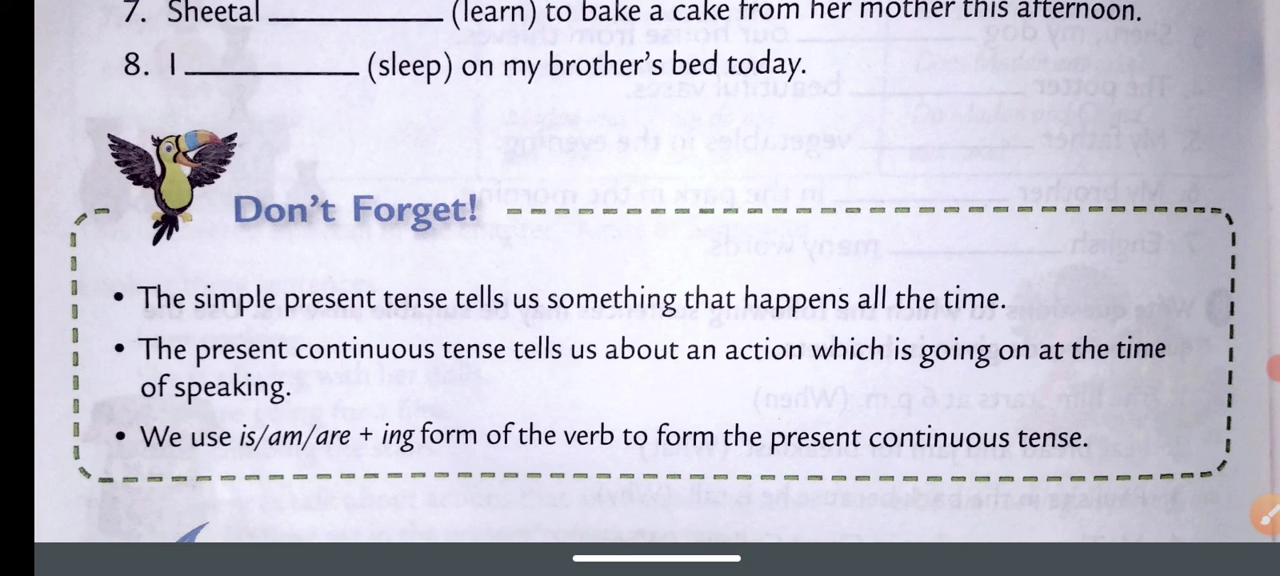 7. Sheetal ____________ (learn) to bake a cake from her mother this afternoon.
8. I ____________ (sleep) on my brother's bed today.
Don't Forget!
• The simple present tense tells us something that happens all the time.
• The present continuous tense tells us about an action which is going on at the time
of speaking.
• We use is/am/are + ing form of the verb to form the present continuous tense.